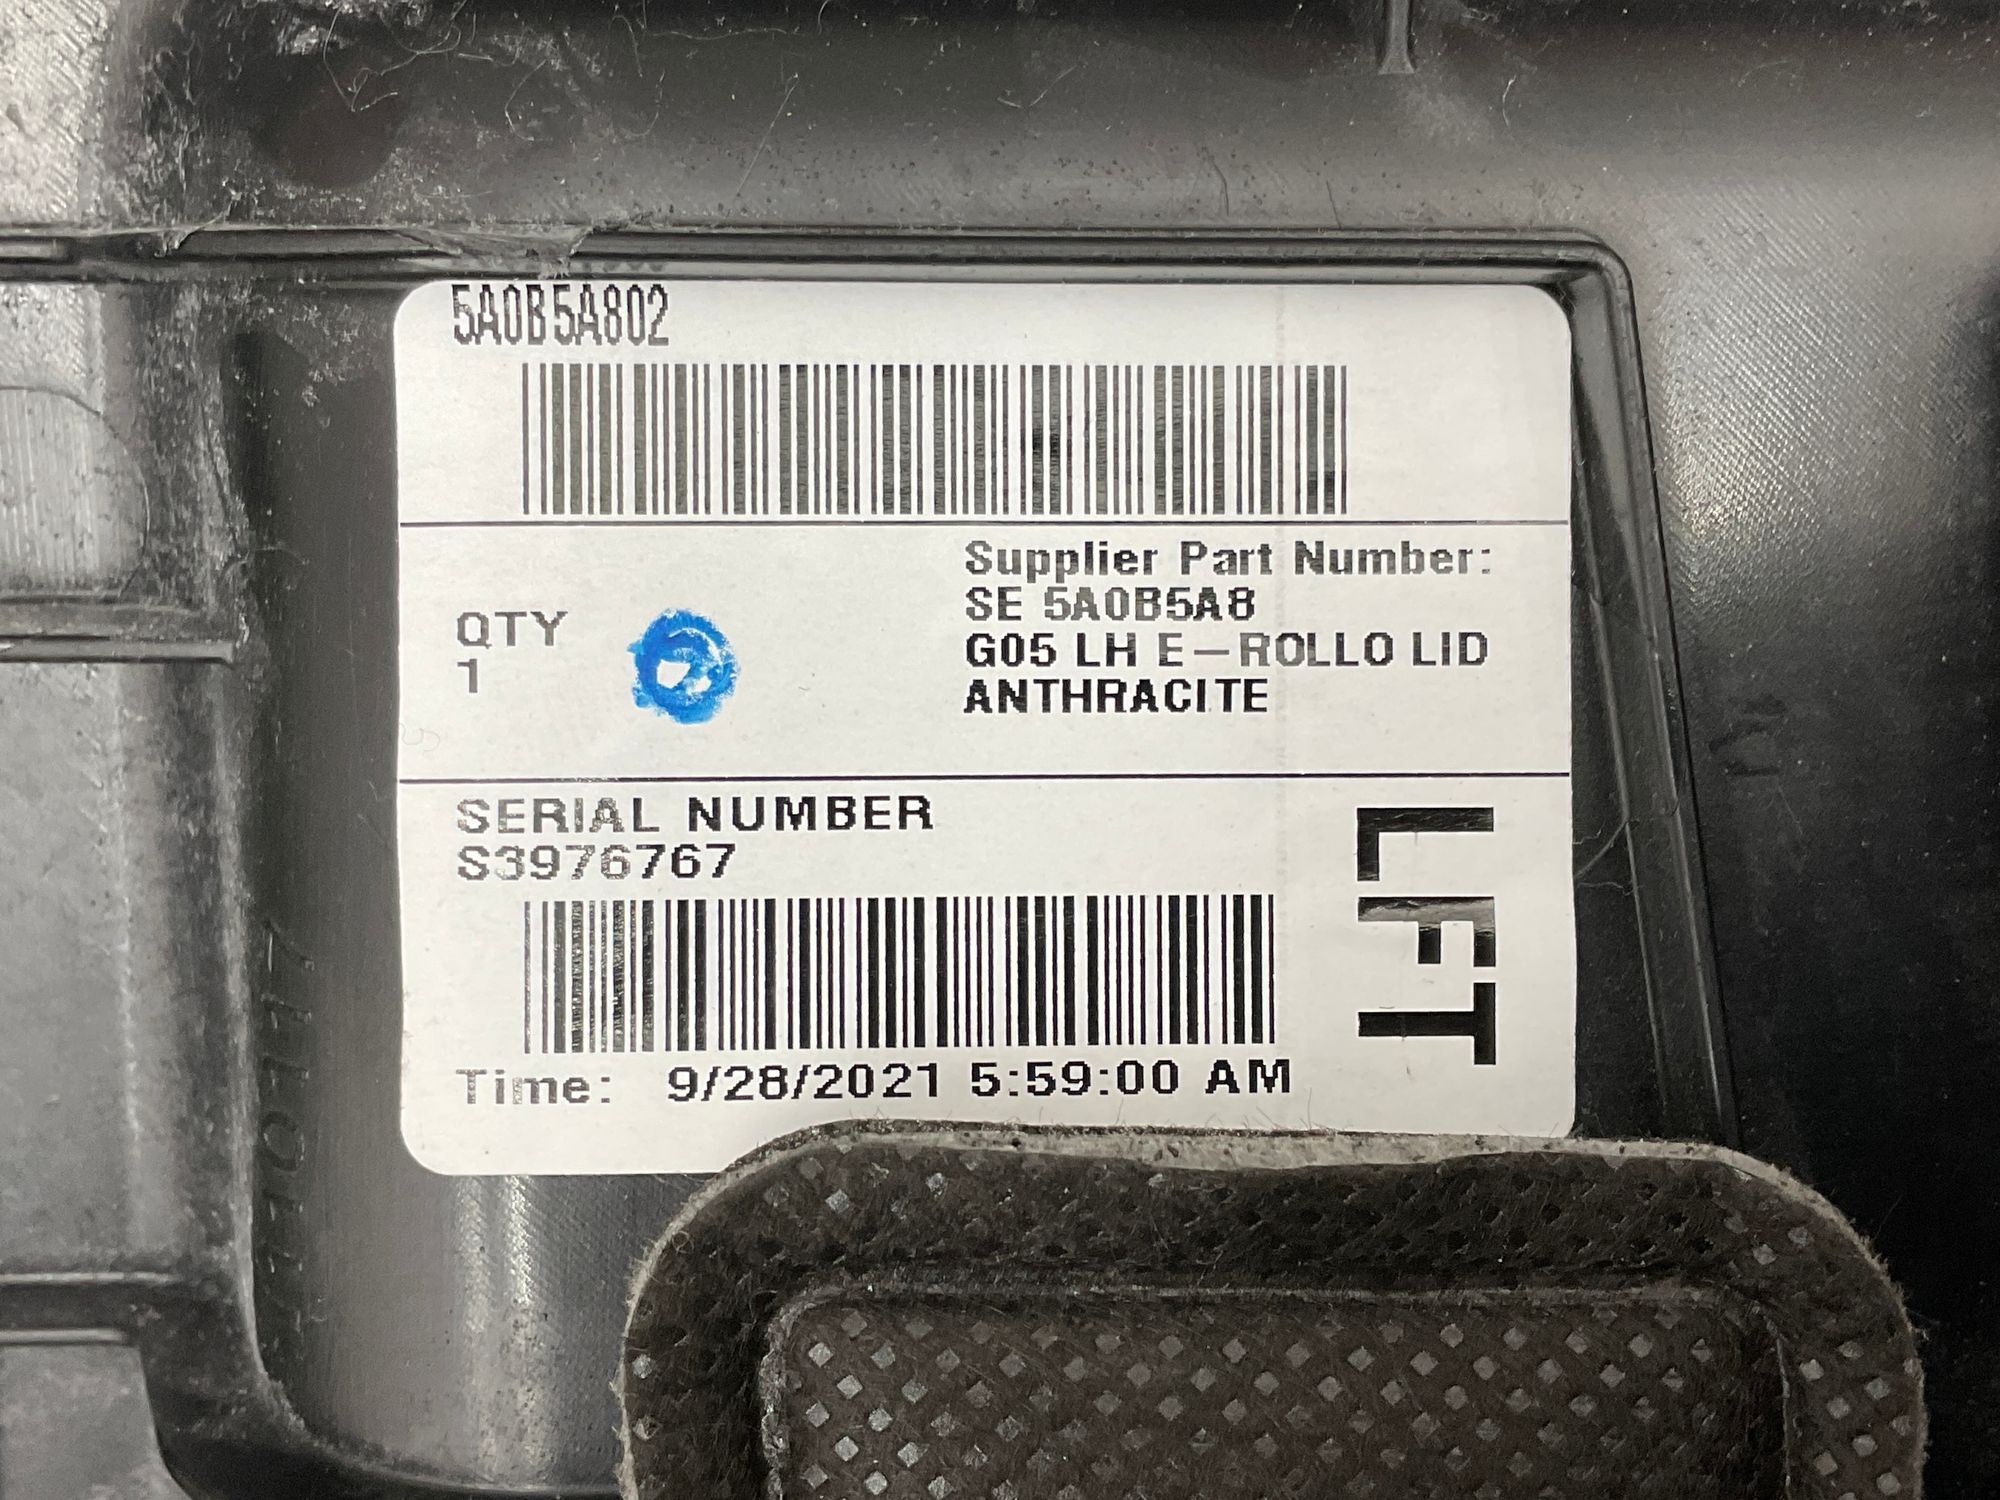 5A0B5A802
Supplier Part Number:
SE 5A0B5A8
G05 LH E-ROLLO LID
ANTHRACITE
QTY
1
SERIAL NUMBER
S3976767
LFT
Time: 9/28/2021 5:59:00 AM